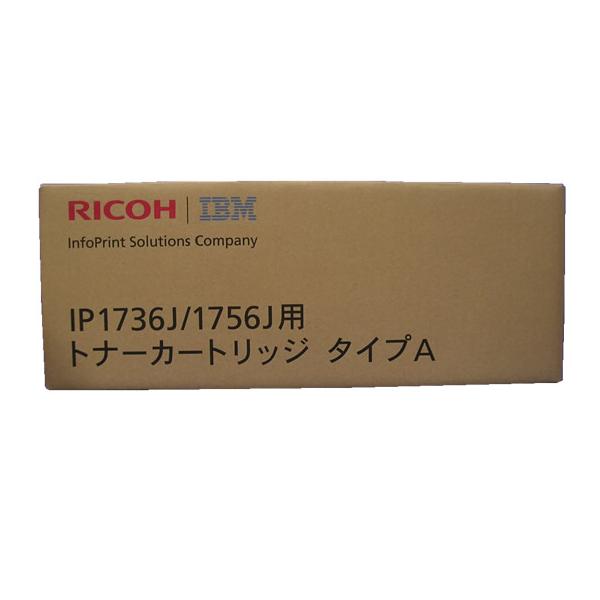 RICOH IBM
InfoPrint Solutions Company
IP1736J/1756J用
トナーカートリッジ タイプA